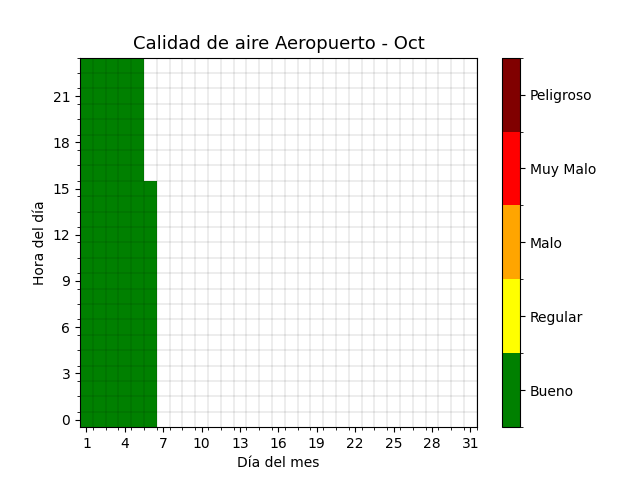 Calidad de aire Aeropuerto - Oct
Hora del día
21
18
15
12
9
6
3
0
1 4 7 10 13 16 19 22 25 28 31
Día del mes
Peligroso
Muy Malo
Malo
Regular
Bueno